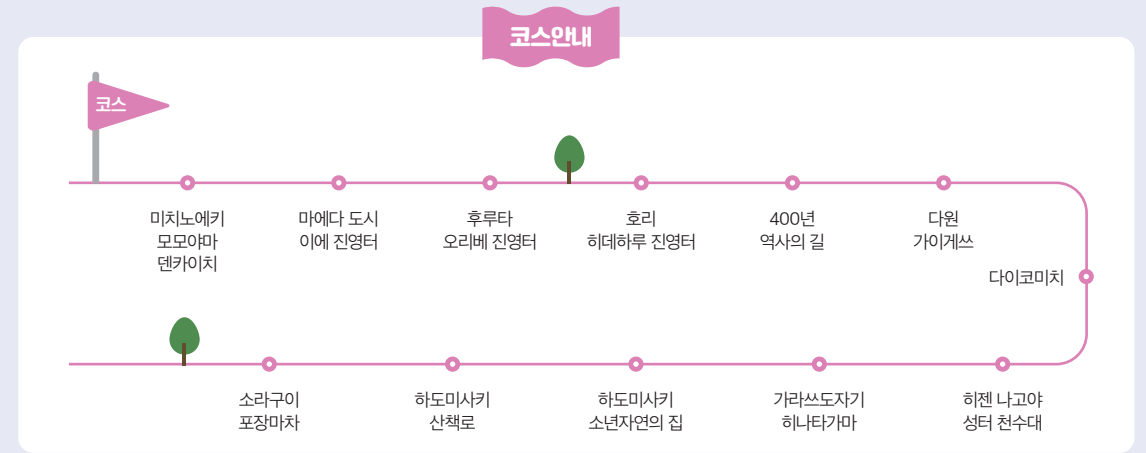 코스안내
코스
미치노에키
모모야마
덴카이치
마에다 도시
이에 진영터
후루타
오리베 진영터
호리
히데하루 진영터
400년
역사의 길
다원
가이게쓰
다이코미치
히젠 나고야
성터 천수대
가라쓰도자기
히나타가마
하도미사키
소년자연의 집
하도미사키
산책로
소라구이
포장마차